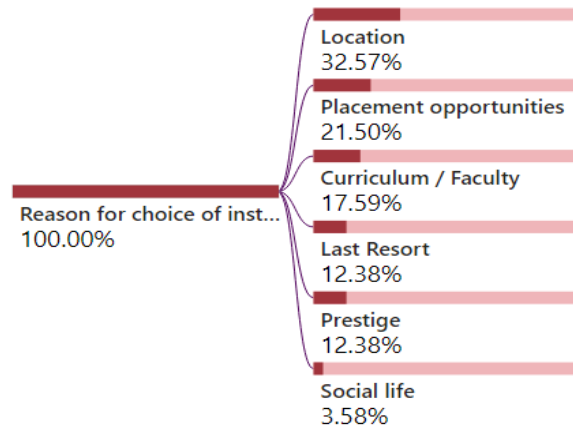 Location
32.57%
Placement opportunities
21.50%
Curriculum / Faculty
17.59%
Reason for choice of inst...
100.00%
Last Resort
12.38%
Prestige
12.38%
Social life
3.58%